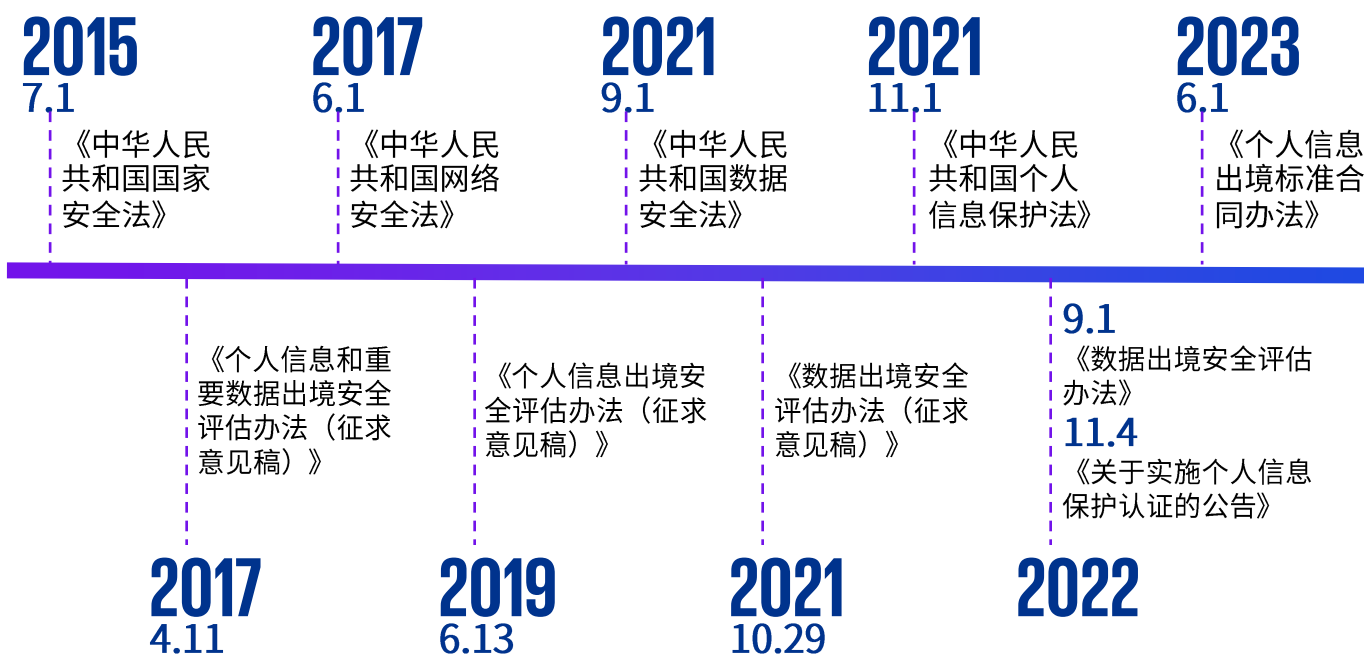 2015
7.1
《中华人民
共和国国家
安全法》
2017
6.1
《中华人民
共和国网络
安全法》
2021
9.1
《中华人民
共和国数据
安全法》
2021
11.1
《中华人民
共和国个人
信息保护法》
2023
6.1
《个人信息
出境标准合
同办法》
《个人信息和重
要数据出境安全
评估办法（征求
意见稿）》
2017
4.11
《个人信息出境安
全评估办法（征求
意见稿）》
2019
6.13
《数据出境安全
评估办法（征求
意见稿）》
2021
10.29
9.1
《数据出境安全评估
办法》
11.4
《关于实施个人信息
保护认证的公告》
2022